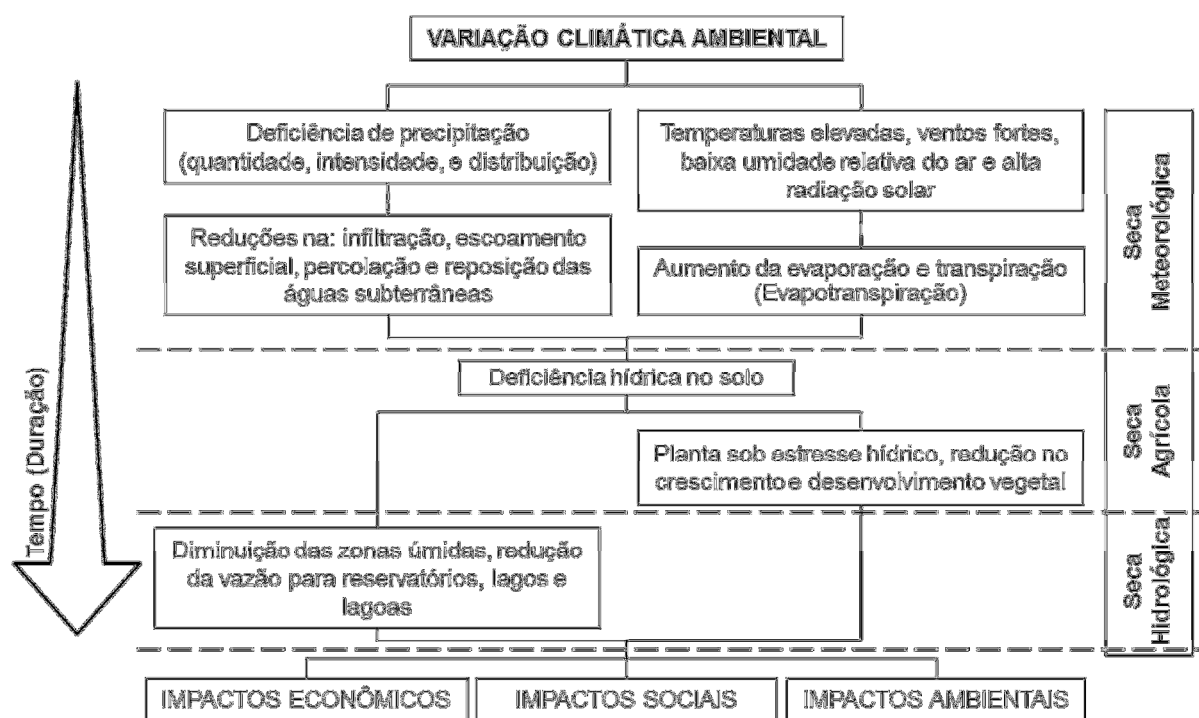 VARIAÇÃO CLIMÁTICA AMBIENTAL
Deficiência de precipitação
(quantidade, intensidade, e distribuição)
Temperaturas elevadas, ventos fortes,
baixa umidade relativa do ar e alta
radiação solar
Reduções na: infiltração, escoamento
superficial, percolação e reposição das
águas subterrâneas
Aumento da evaporação e transpiração
(Evapotranspiração)
Seca
Meteorológica
Deficiência hídrica no solo
Planta sob estresse hídrico, redução no
crescimento e desenvolvimento vegetal
Seca
Agrícola
Diminuição das zonas úmidas, redução
da vazão para reservatórios, lagos e
lagoas
Seca
Hidrológica
Tempo (Duração)
IMPACTOS ECONÔMICOS
IMPACTOS SOCIAIS
IMPACTOS AMBIENTAIS